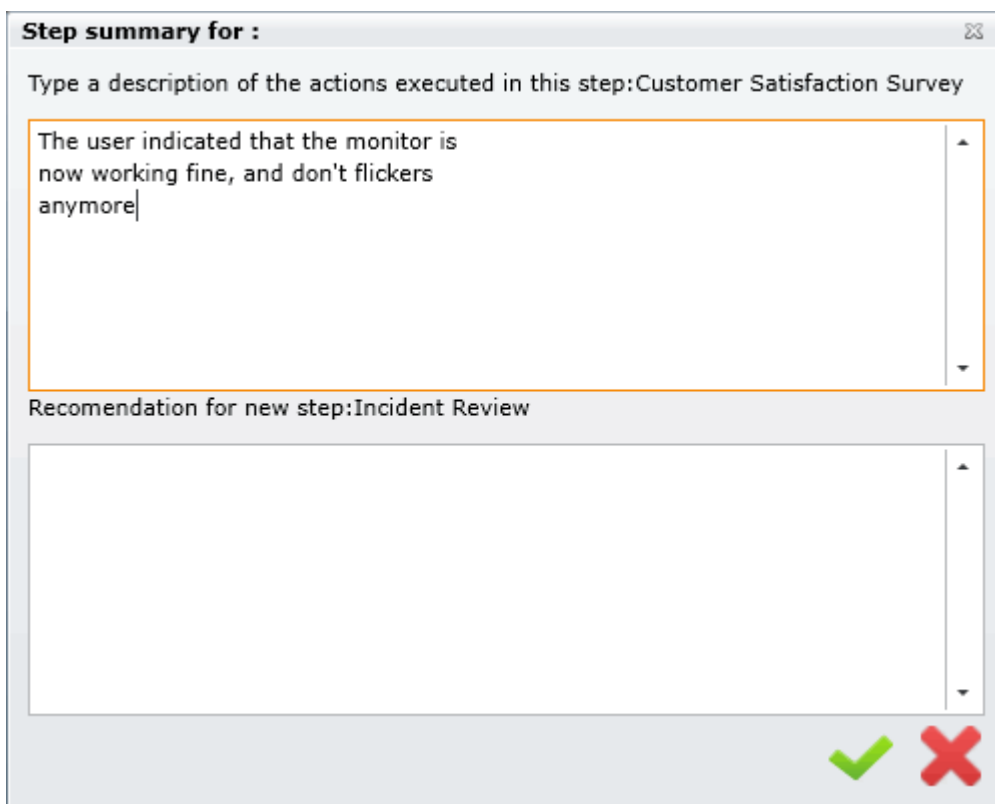 Step summary for :
Type a description of the actions executed in this step:Customer Satisfaction Survey
The user indicated that the monitor is
now working fine, and don't flickers
anymore
Recomendation for new step:Incident Review